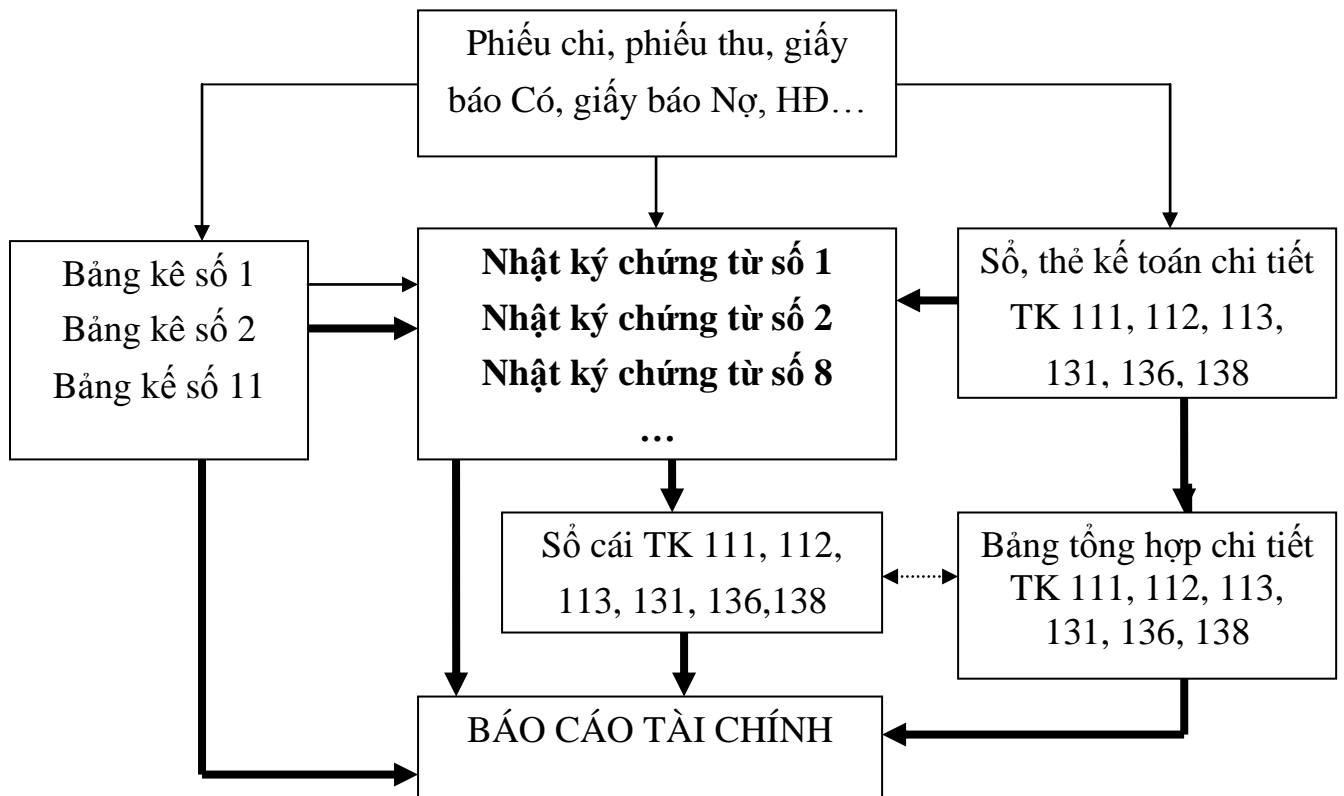 Phiếu chi, phiếu thu, giấy
báo Có, giấy báo Nợ, HĐ…
Bảng kê số 1
Bảng kê số 2
Bảng kế số 11
Nhật ký chứng từ số 1
Nhật ký chứng từ số 2
Nhật ký chứng từ số 8
…
Sổ, thẻ kế toán chi tiết
TK 111, 112, 113,
131, 136, 138
Sổ cái TK 111, 112,
113, 131, 136,138
Bảng tổng hợp chi tiết
TK 111, 112, 113,
131, 136, 138
BÁO CÁO TÀI CHÍNH